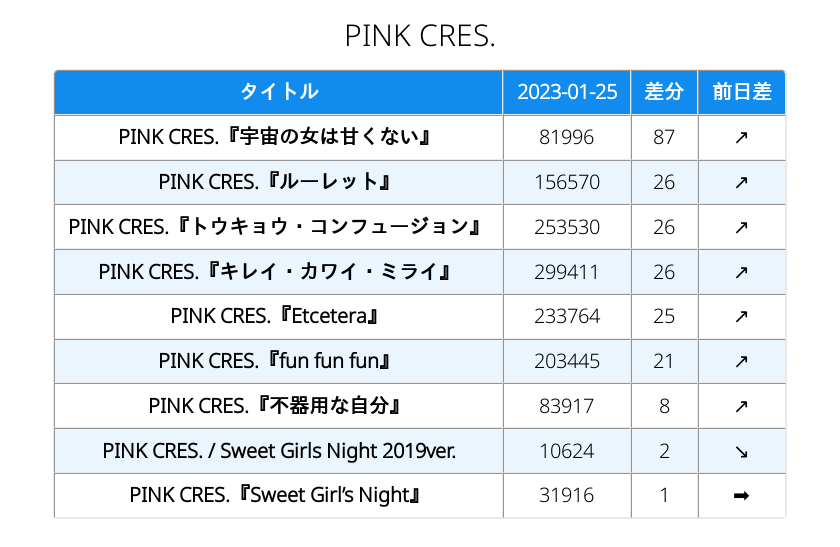 PINK CRES.
タイトル 2023-01-25 差分 前日差
PINK CRES.『宇宙の女は甘くない』 81996 87 ↗
PINK CRES.『ルーレット』 156570 26 ↗
PINK CRES.『トウキョウ・コンフュージョン』 253530 26 ↗
PINK CRES.『キレイ・カワイ・ミライ』 299411 26 ↗
PINK CRES.『Etcetera』 233764 25 ↗
PINK CRES.『fun fun fun』 203445 21 ↗
PINK CRES.『不器用な自分』 83917 8 ↗
PINK CRES. / Sweet Girls Night 2019ver. 10624 2 ↘
PINK CRES.『Sweet Girl’s Night』 31916 1 ➡